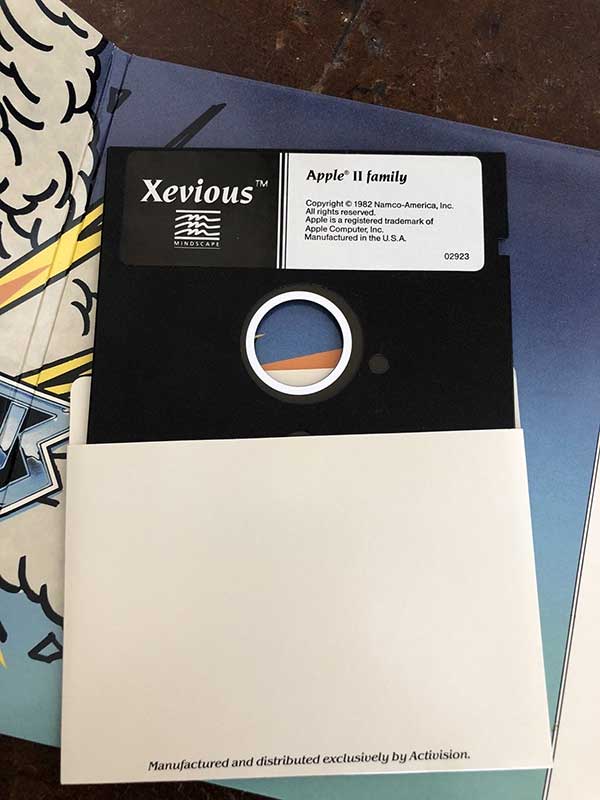 Xevious™
MINDSCAPE
Apple® II family
Copyright © 1982 Namco-America, Inc.
All rights reserved.
Apple is a registered trademark of
Apple Computer, Inc.
Manufactured in the U.S.A.
02923
Manufactured and distributed exclusively by Activision.